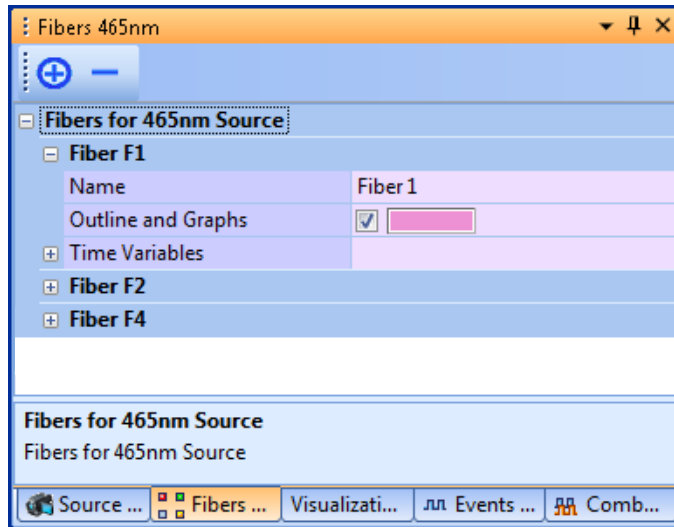 Fibers 465nm
Fibers for 465nm Source
Fiber F1
Name Fiber 1
Outline and Graphs
Time Variables
Fiber F2
Fiber F4
Fibers for 465nm Source
Fibers for 465nm Source
Source ... Fibers ... Visualizati... Events ... Comb...